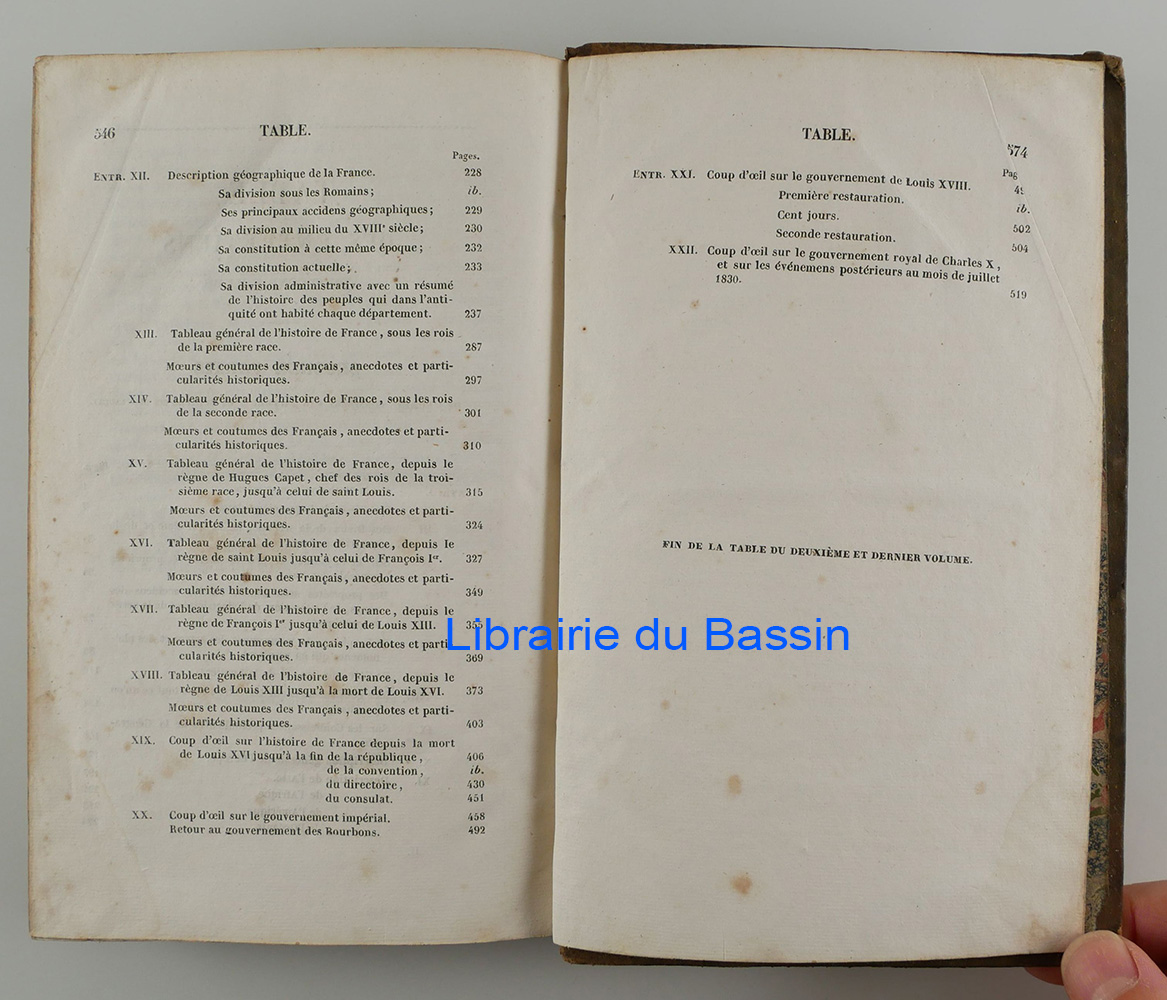 546
TABLE.
Pages.
ENTR. XII. Description géographique de la France. 228
Sa division sous les Romains; ib.
Ses principaux accidens géographiques; 229
Sa division au milieu du XVIIIe siècle; 230
Sa constitution à cette même époque; 232
Sa constitution actuelle; 233
Sa division administrative avec un résumé
de l'histoire des peuples qui dans l'anti-
quité ont habité chaque département. 237
XIII. Tableau général de l'histoire de France, sous les rois
de la première race. 287
Mœurs et coutumes des Français, anecdotes et parti-
cularités historiques. 297
XIV. Tableau général de l'histoire de France, sous les rois
de la seconde race. 301
Mœurs et coutumes des Français, anecdotes et parti-
cularités historiques. 310
XV. Tableau général de l'histoire de France, depuis le
règne de Hugues Capet, chef des rois de la troi-
sième race, jusqu'à celui de saint Louis. 315
Mœurs et coutumes des Français, anecdotes et parti-
cularités historiques. 324
XVI. Tableau général de l'histoire de France, depuis le
règne de saint Louis jusqu'à celui de François Ier. 327
Mœurs et coutumes des Français, anecdotes et parti-
cularités historiques. 349
XVII. Tableau général de l'histoire de France, depuis le
règne de François Ier jusqu'à celui de Louis XIII. 355
Mœurs et coutumes des Français, anecdotes et parti-
cularités historiques. 369
XVIII. Tableau général de l'histoire de France, depuis le
règne de Louis XIII jusqu'à la mort de Louis XVI. 373
Mœurs et coutumes des Français, anecdotes et parti-
cularités historiques. 403
XIX. Coup d'œil sur l'histoire de France depuis la mort
de Louis XVI jusqu'à la fin de la république, 406
de la convention, ib.
du directoire, 430
du consulat. 451
XX. Coup d'œil sur le gouvernement impérial. 458
Retour au gouvernement des Bourbons. 492
TABLE.
574
Pag
ENTR. XXI. Coup d'œil sur le gouvernement de Louis XVIII.
Première restauration. ib.
Cent jours. 502
Seconde restauration. 504
XXII. Coup d'œil sur le gouvernement royal de Charles X,
et sur les événemens postérieurs au mois de juillet
1830. 519
FIN DE LA TABLE DU DEUXIÈME ET DERNIER VOLUME.
Librairie du Bassin